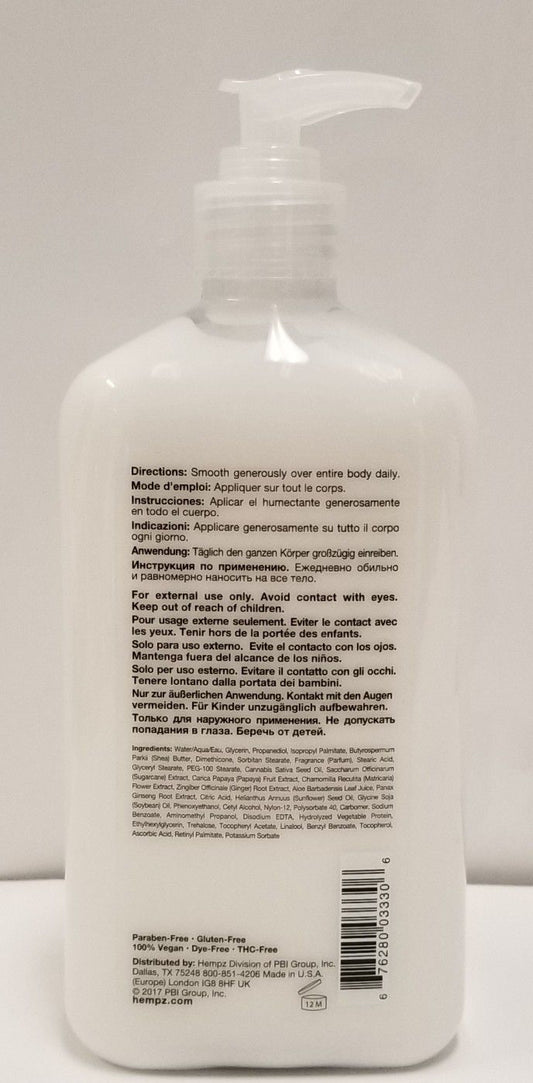 Directions: Smooth generously over entire body daily.
Mode d'emploi: Appliquer sur tout le corps.
Instrucciones: Aplicar el humectante generosamente
en todo el cuerpo.
Indicazioni: Applicare generosamente su tutto il corpo
ogni giorno.
Anwendung: Täglich den ganzen Körper großzügig einreiben.
Инструкция по применению. Ежедневно обильно
и равномерно наносить на все тело.
For external use only. Avoid contact with eyes.
Keep out of reach of children.
Pour usage externe seulement. Eviter le contact avec
les yeux. Tenir hors de la portée des enfants.
Solo para uso externo. Evite el contacto con los ojos.
Mantenga fuera del alcance de los niños.
Solo per uso esterno. Evitare il contatto con gli occhi.
Tenere lontano dalla portata dei bambini.
Nur zur äußerlichen Anwendung. Kontakt mit den Augen
vermeiden. Für Kinder unzugänglich aufbewahren.
Только для наружного применения. Не допускать
попадания в глаза. Беречь от детей.
Ingredients: Water/Aqua/Eau, Glycerin, Propanediol, Isopropyl Palmitate, Butyrospermum
Parkii (Shea) Butter, Dimethicone, Sorbitan Stearate, Fragrance (Parfum), Stearic Acid,
Glyceryl Stearate, PEG-100 Stearate, Cannabis Sativa Seed Oil, Saccharum Officinarum
(Sugarcane) Extract, Carica Papaya (Papaya) Fruit Extract, Chamomilla Recutita (Matricaria)
Flower Extract, Zingiber Officinale (Ginger) Root Extract, Aloe Barbadensis Leaf Juice, Panax
Ginseng Root Extract, Citric Acid, Helianthus Annuus (Sunflower) Seed Oil, Glycine Soja
(Soybean) Oil, Phenoxyethanol, Cetyl Alcohol, Nylon-12, Polysorbate 40, Carbomer, Sodium
Benzoate, Aminomethyl Propanol, Disodium EDTA, Hydrolyzed Vegetable Protein,
Ethylhexylglycerin, Trehalose, Tocopheryl Acetate, Linalool, Benzyl Benzoate, Tocopherol,
Ascorbic Acid, Retinyl Palmitate, Potassium Sorbate
Paraben-Free • Gluten-Free
100% Vegan • Dye-Free • THC-Free
Distributed by: Hempz Division of PBI Group, Inc.
Dallas, TX 75248 800-851-4206 Made in U.S.A.
(Europe) London IG8 8HF UK
© 2017 PBI Group, Inc.
hempz.com
12 M
6 76280 03330 6